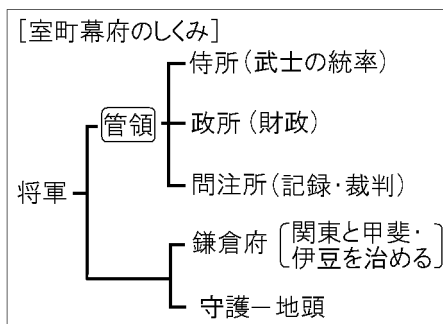 [室町幕府のしくみ]
侍所(武士の統率)
管領
政所(財政)
問注所(記録・裁判)
将軍
鎌倉府
関東と甲斐・
伊豆を治める
守護ー地頭